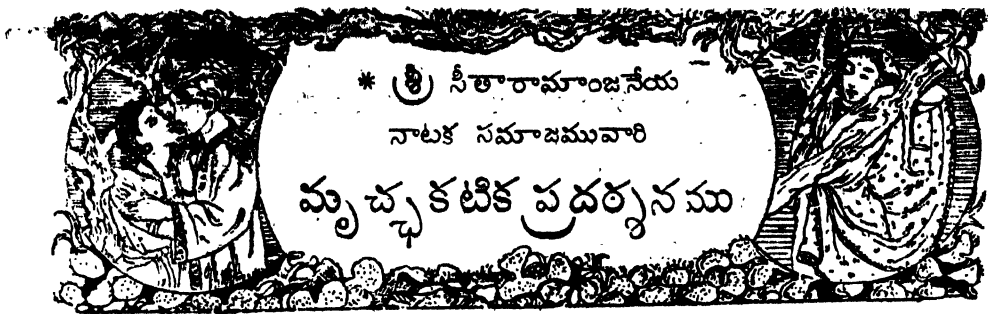 * శ్రీ సీతారామాంజనేయ
నాటక సమాజమువారి
మృచ్ఛకటిక ప్రదర్శనము